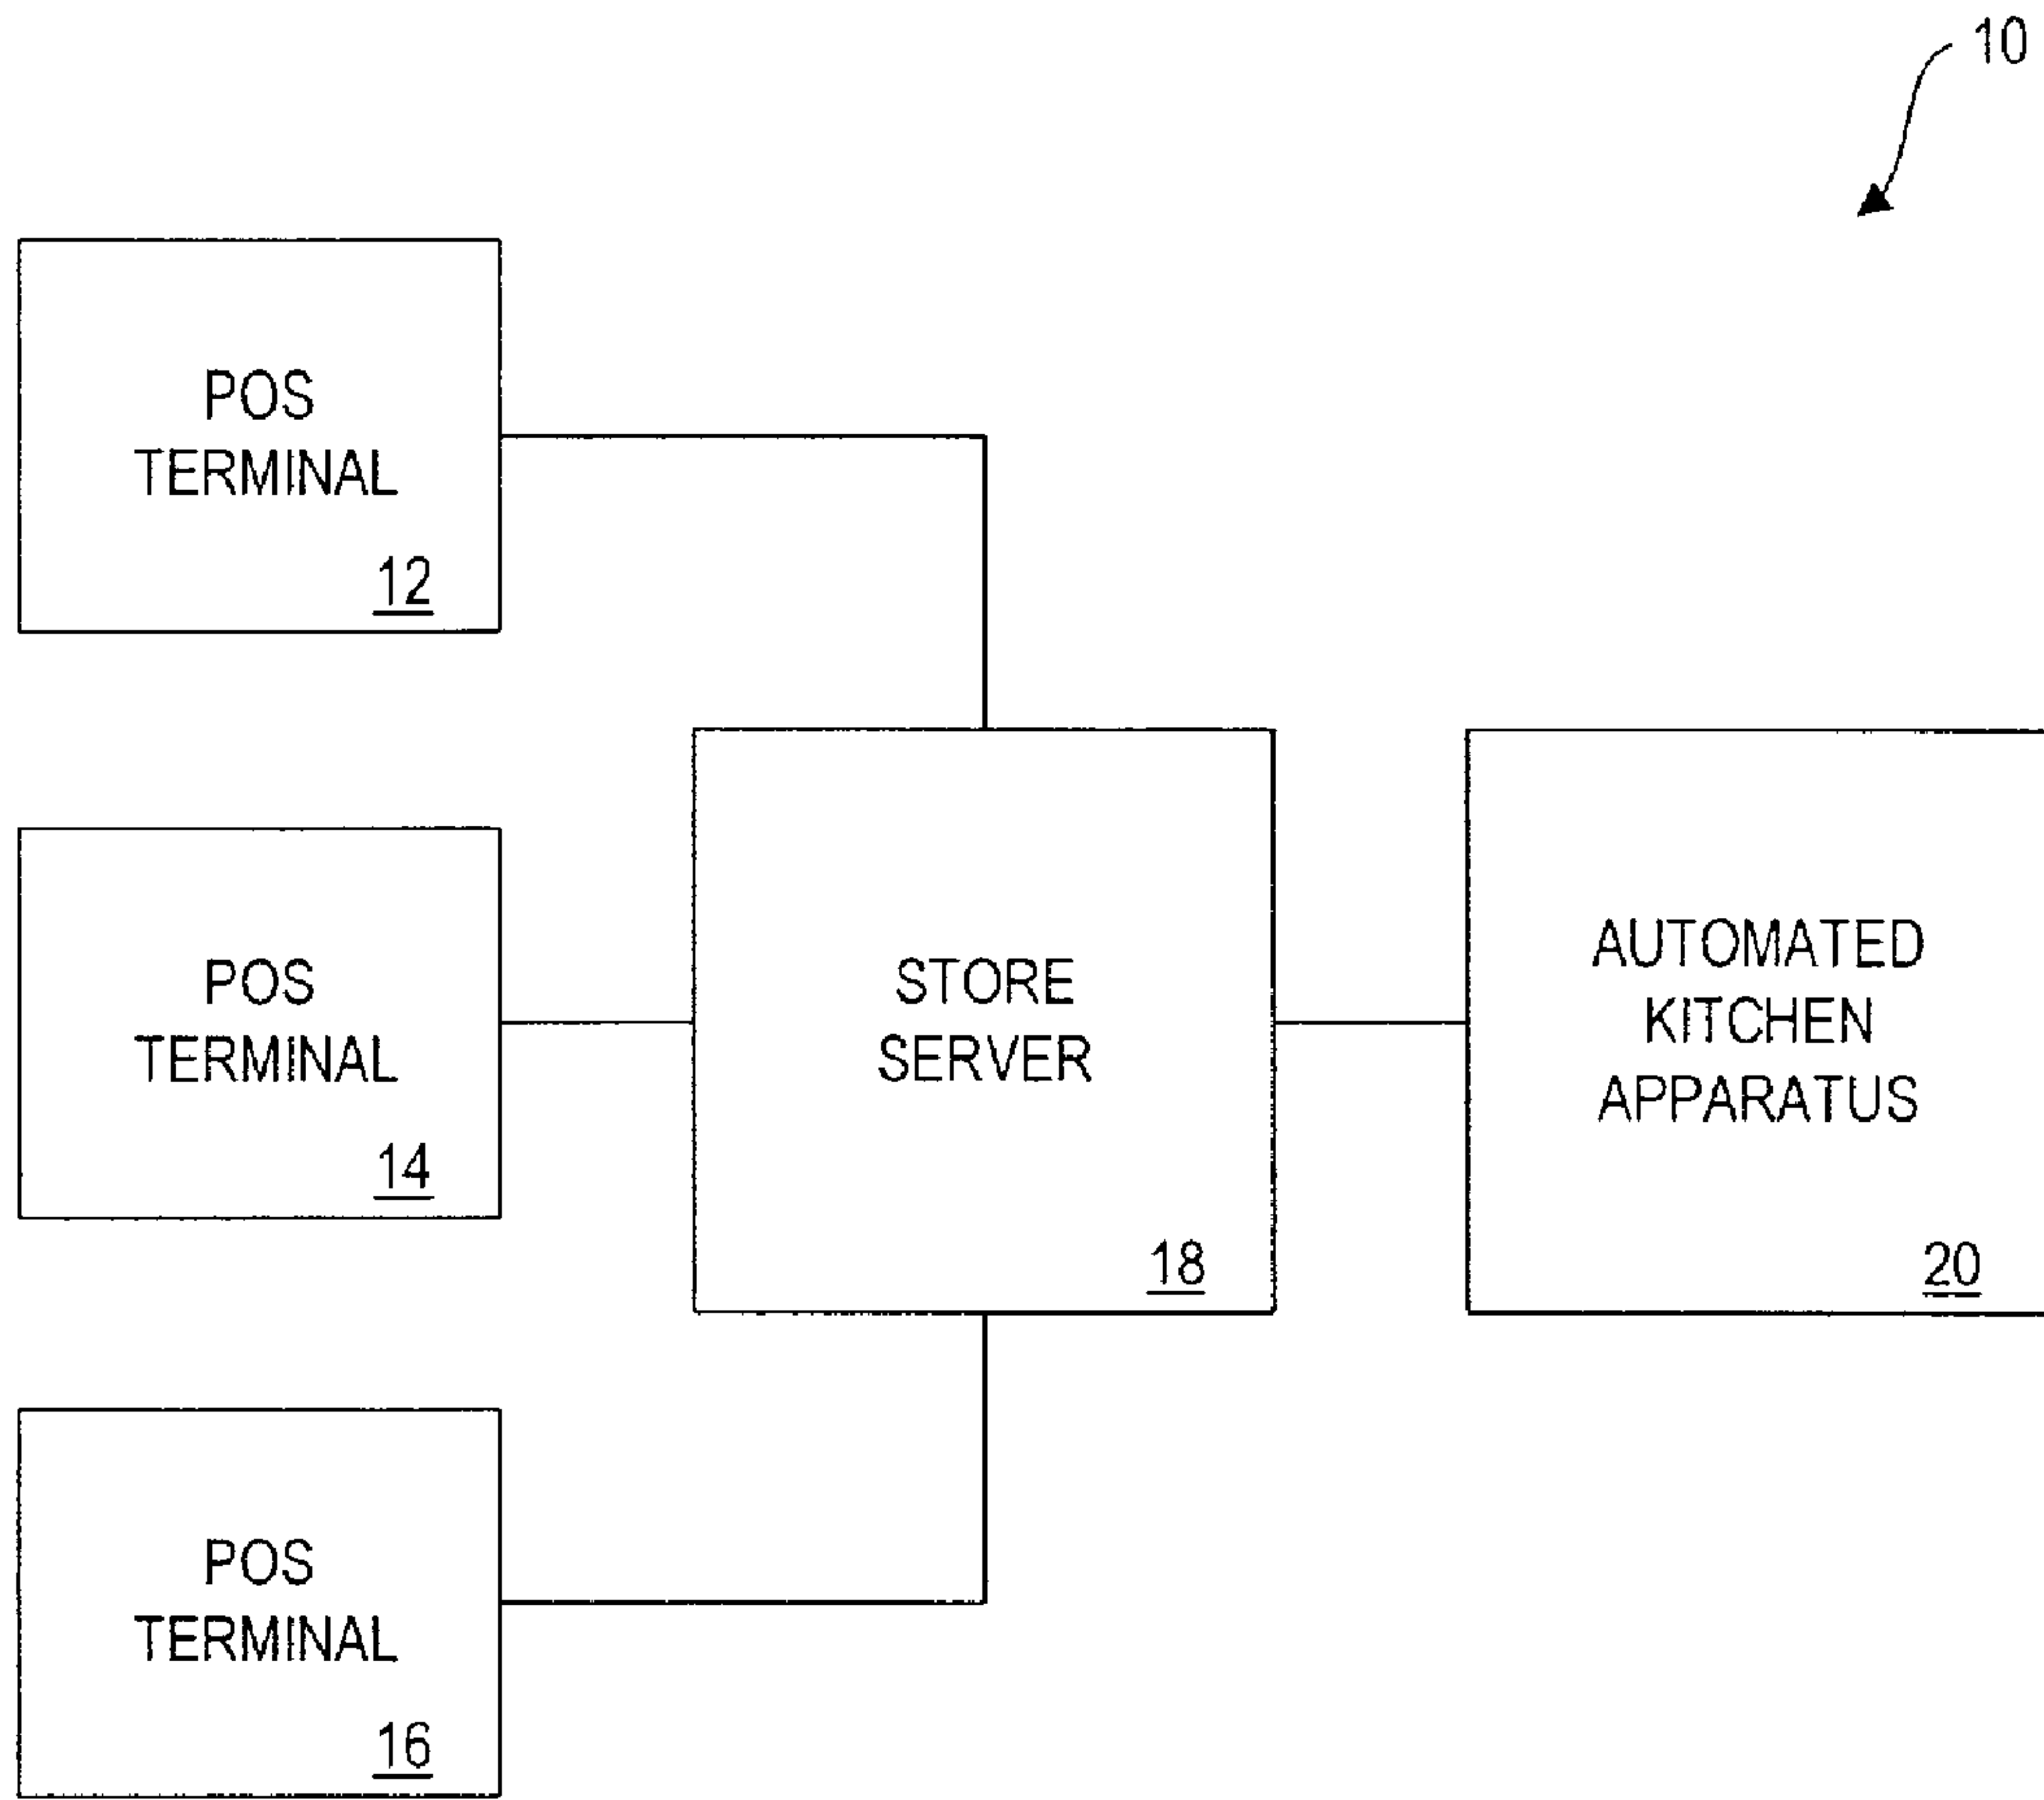 10
POS
TERMINAL
12
POS
TERMINAL
14
STORE
SERVER
18
AUTOMATED
KITCHEN
APPARATUS
20
POS
TERMINAL
16